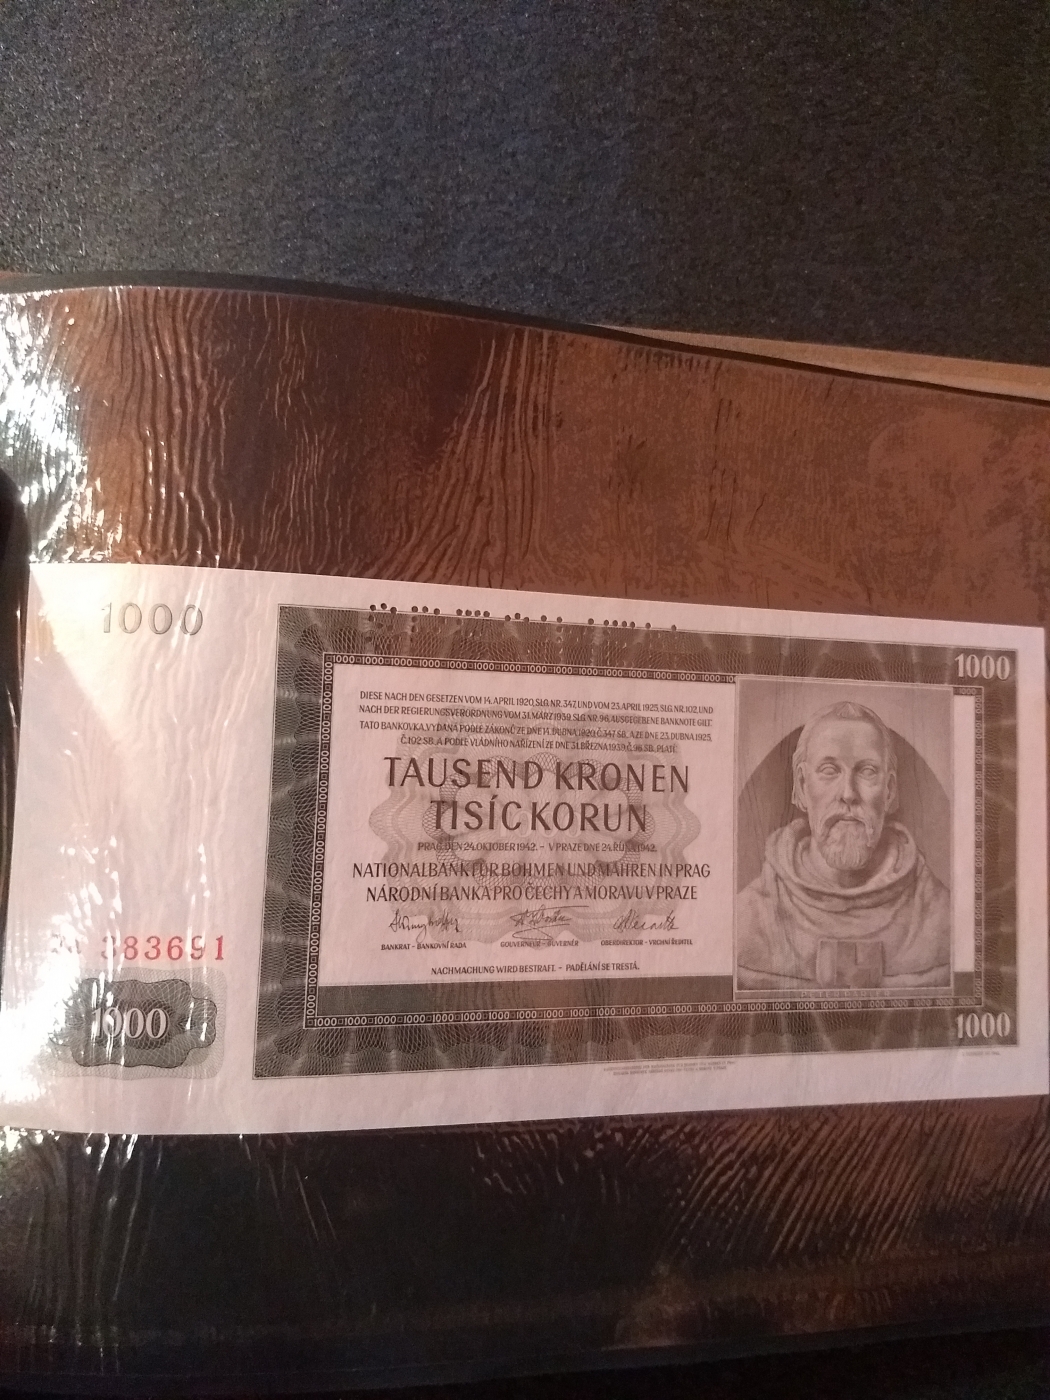 1000
1000
DIESE NACH DEN GESETZEN VOM 14. APRIL 1920, SLG. NR. 347, UND VOM 23. APRIL 1925, SLG. NR. 102, UND
NACH DER REGIERUNGSVERORDNUNG VOM 31. MÄRZ 1939, SLG. NR. 96, AUSGEGEBENE BANKNOTE GILT.
TATO BANKOVKA, VYDANÁ PODLE ZÁKONŮ ZE DNE 14. DUBNA 1920 Č. 347 SB. A ZE DNE 23. DUBNA 1925,
Č. 102 SB. A PODLE VLÁDNÍHO NAŘÍZENÍ ZE DNE 31. BŘEZNA 1939 Č. 96 SB. PLATÍ.
TAUSEND KRONEN
TISÍC KORUN
PRAG, DEN 24. OKTOBER 1942. – V PRAZE DNE 24. ŘÍJNA 1942.
NATIONALBANK FÜR BÖHMEN UND MÄHREN IN PRAG
NÁRODNÍ BANKA PRO ČECHY A MORAVU V PRAZE
BANKRAT – BANKOVNÍ RADA GOUVERNEUR – GUVERNÉR OBERDIREKTOR – VRCHNÍ ŘEDITEL
NACHMACHUNG WIRD BESTRAFT. – PADĚLÁNÍ SE TRESTÁ.
383691
1000
1000